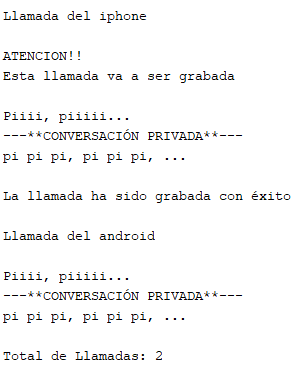 Llamada del iphone
ATENCION!!
Esta llamada va a ser grabada
Piiii, piiiii...
---**CONVERSACIÓN PRIVADA**---
pi pi pi, pi pi pi, ...
La llamada ha sido grabada con éxito
Llamada del android
Piiii, piiiii...
---**CONVERSACIÓN PRIVADA**---
pi pi pi, pi pi pi, ...
Total de Llamadas: 2